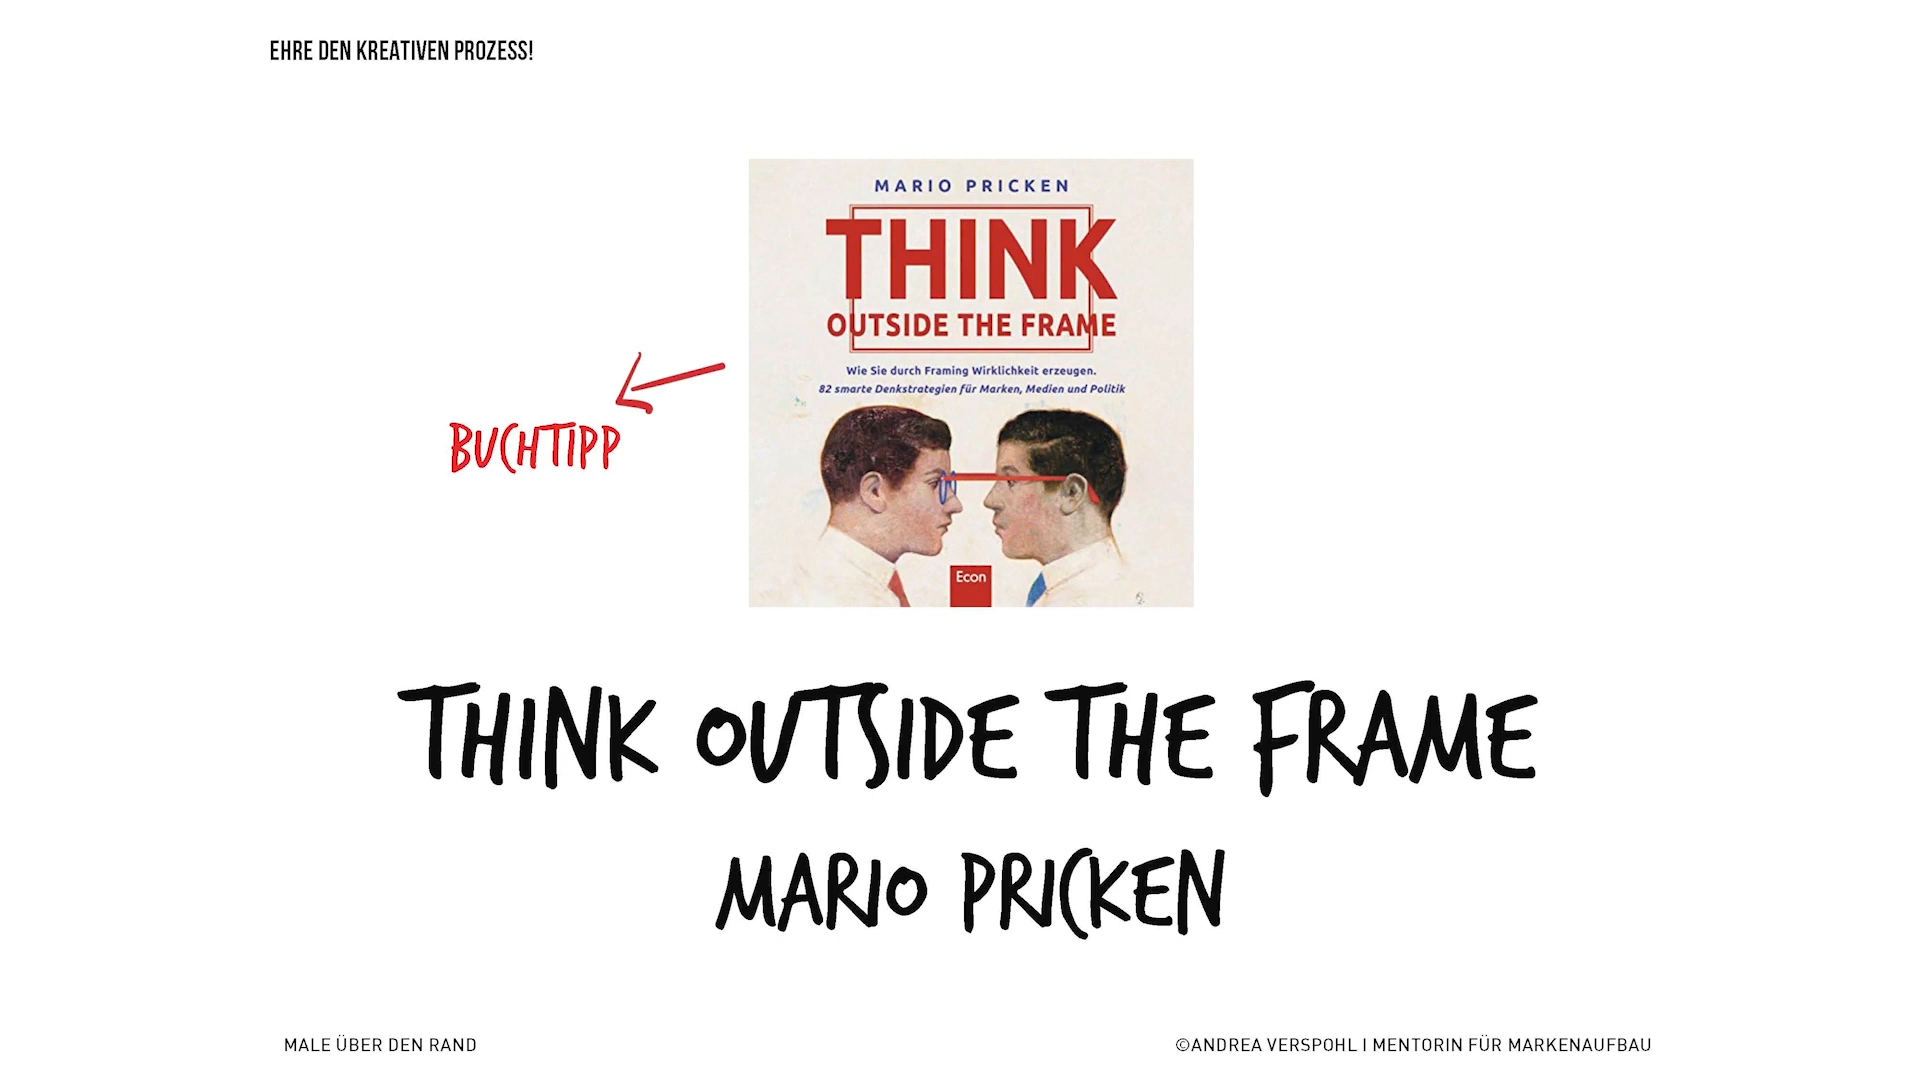 EHRE DEN KREATIVEN PROZESS!
MARIO PRICKEN
THINK
OUTSIDE THE FRAME
Wie Sie durch Framing Wirklichkeit erzeugen.
82 smarte Denkstrategien für Marken, Medien und Politik
BUCHTIPP
Econ
THINK OUTSIDE THE FRAME
MARIO PRICKEN
MALE ÜBER DEN RAND
©ANDREA VERSPOHL I MENTORIN FÜR MARKENAUFBAU